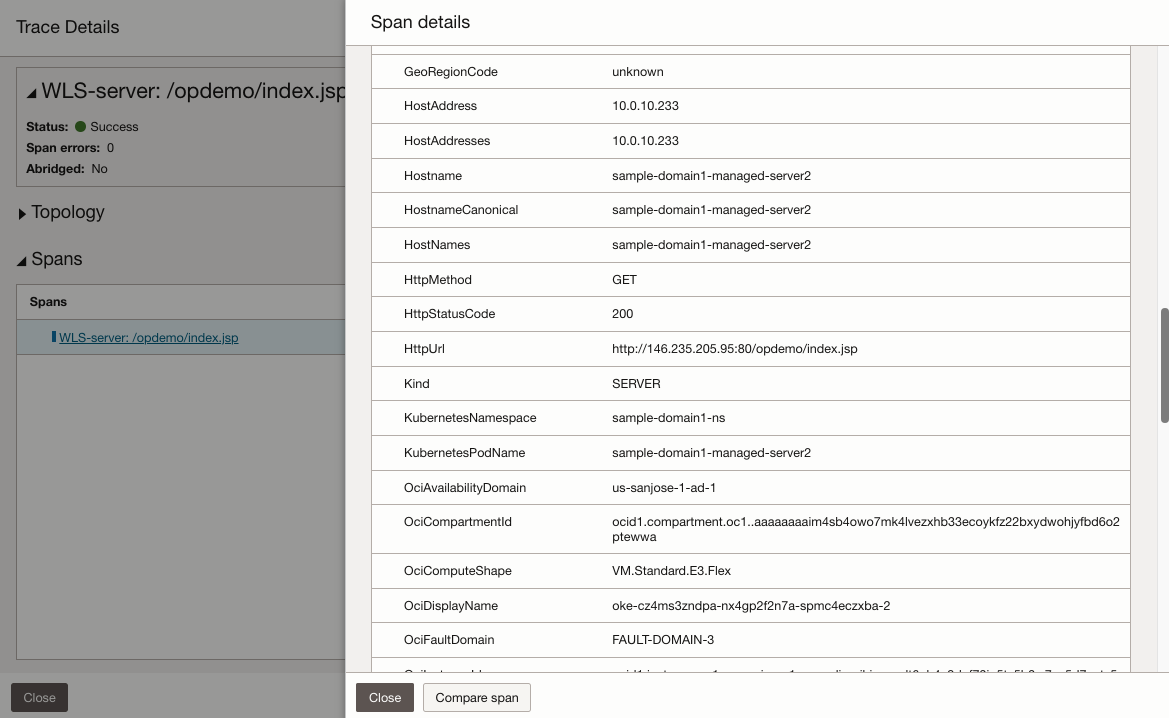 Trace Details
WLS-server: /opdemo/index.jsp
Status: Success
Span errors: 0
Abridged: No
Topology
Spans
Spans
WLS-server: /opdemo/index.jsp
Close
Span details
GeoRegionCode unknown
HostAddress 10.0.10.233
HostAddresses 10.0.10.233
Hostname sample-domain1-managed-server2
HostnameCanonical sample-domain1-managed-server2
HostNames sample-domain1-managed-server2
HttpMethod GET
HttpStatusCode 200
HttpUrl http://146.235.205.95:80/opdemo/index.jsp
Kind SERVER
KubernetesNamespace sample-domain1-ns
KubernetesPodName sample-domain1-managed-server2
OciAvailabilityDomain us-sanjose-1-ad-1
OciCompartmentId ocid1.compartment.oc1..aaaaaaaaim4sb4owo7mk4lvezxhb33ecoykfz22bxydwohjyfbd6o2
ptewwa
OciComputeShape VM.Standard.E3.Flex
OciDisplayName oke-cz4ms3zndpa-nx4gp2f2n7a-spmc4eczxba-2
OciFaultDomain FAULT-DOMAIN-3
Close Compare span